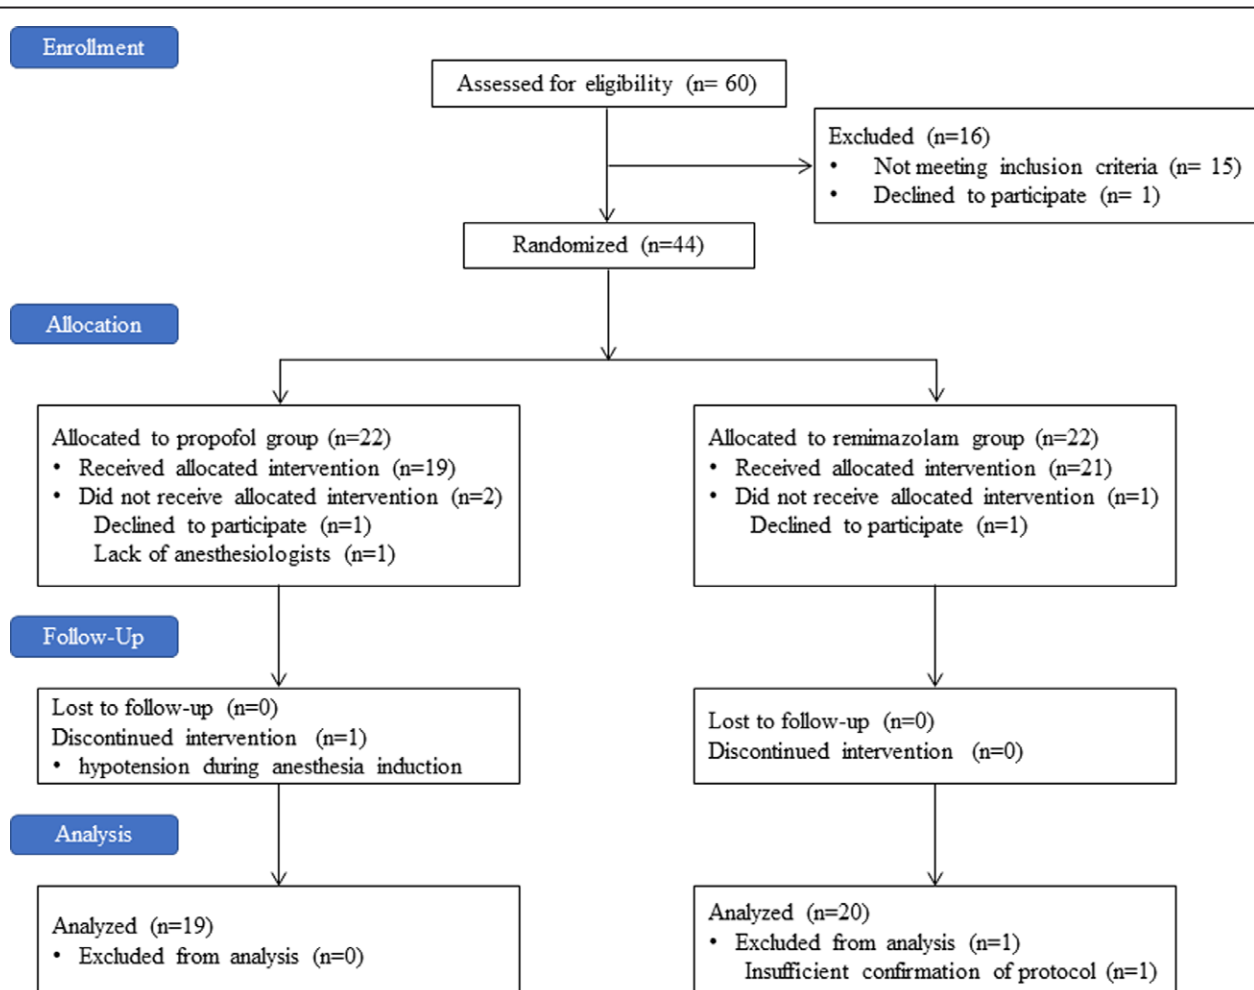 Enrollment
Assessed for eligibility (n= 60)
Excluded (n=16)
• Not meeting inclusion criteria (n= 15)
• Declined to participate (n= 1)
Randomized (n=44)
Allocation
Allocated to propofol group (n=22)
• Received allocated intervention (n=19)
• Did not receive allocated intervention (n=2)
Declined to participate (n=1)
Lack of anesthesiologists (n=1)
Allocated to remimazolam group (n=22)
• Received allocated intervention (n=21)
• Did not receive allocated intervention (n=1)
Declined to participate (n=1)
Follow-Up
Lost to follow-up (n=0)
Discontinued intervention (n=1)
• hypotension during anesthesia induction
Lost to follow-up (n=0)
Discontinued intervention (n=0)
Analysis
Analyzed (n=19)
• Excluded from analysis (n=0)
Analyzed (n=20)
• Excluded from analysis (n=1)
Insufficient confirmation of protocol (n=1)